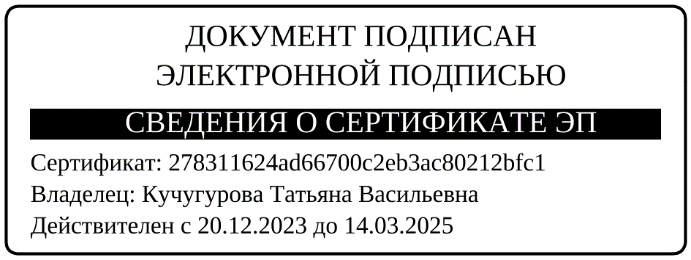 ДОКУМЕНТ ПОДПИСАН
ЭЛЕКТРОННОЙ ПОДПИСЬЮ
СВЕДЕНИЯ О СЕРТИФИКАТЕ ЭП
Сертификат: 278311624ad66700c2eb3ac80212bfc1
Владелец: Кучугурова Татьяна Васильевна
Действителен с 20.12.2023 до 14.03.2025